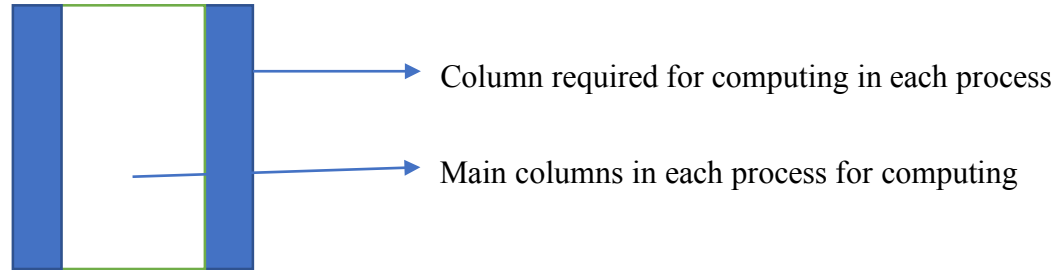 Column required for computing in each process
Main columns in each process for computing